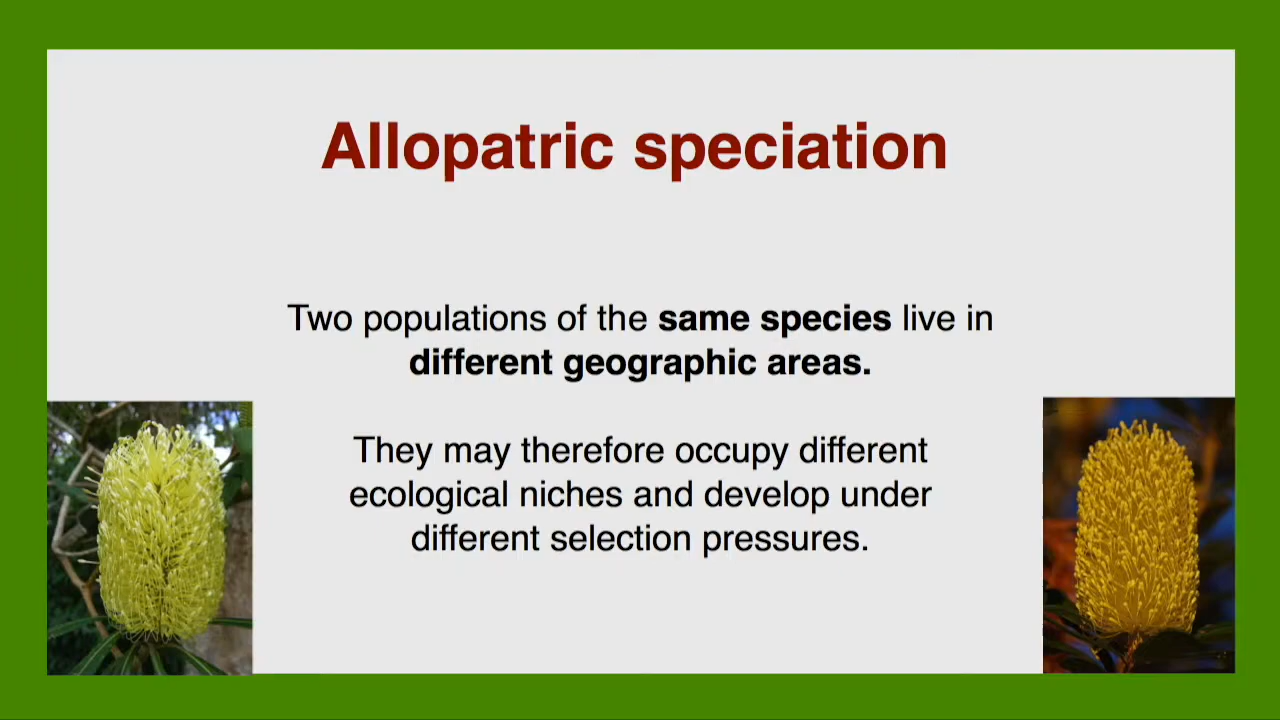 Allopatric speciation
Two populations of the same species live in
different geographic areas.
They may therefore occupy different
ecological niches and develop under
different selection pressures.